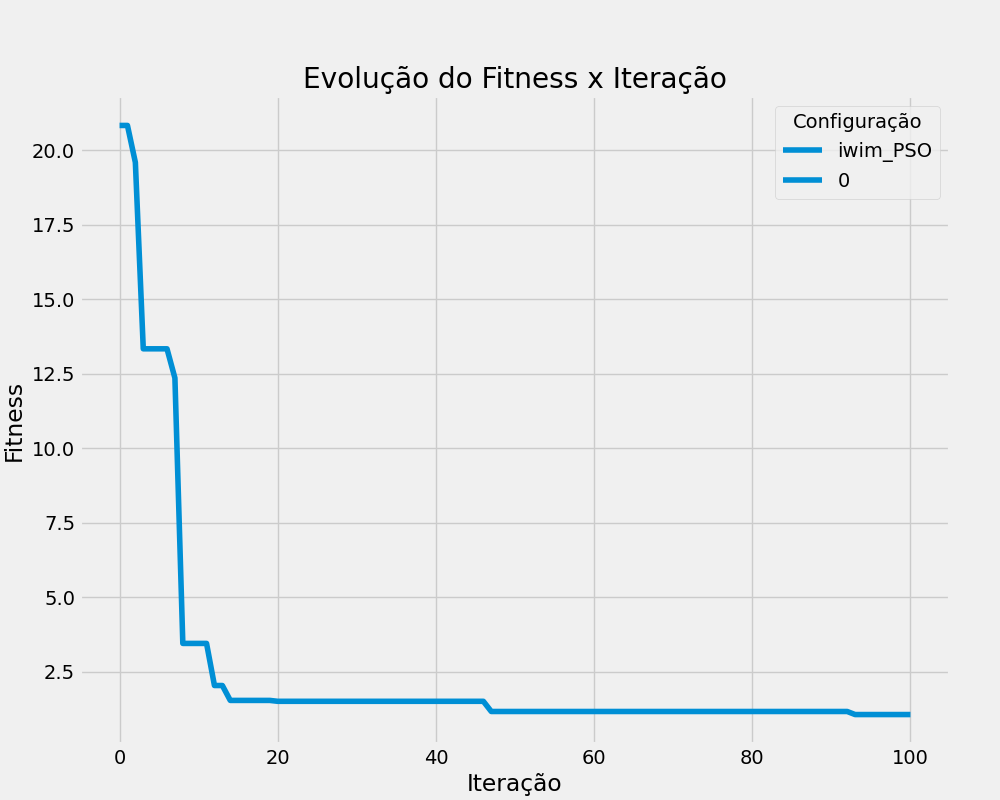 Evolução do Fitness x Iteração
Configuração
iwim_PSO
0
20.0
17.5
15.0
12.5
10.0
7.5
5.0
2.5
Fitness
0 20 40 60 80 100
Iteração